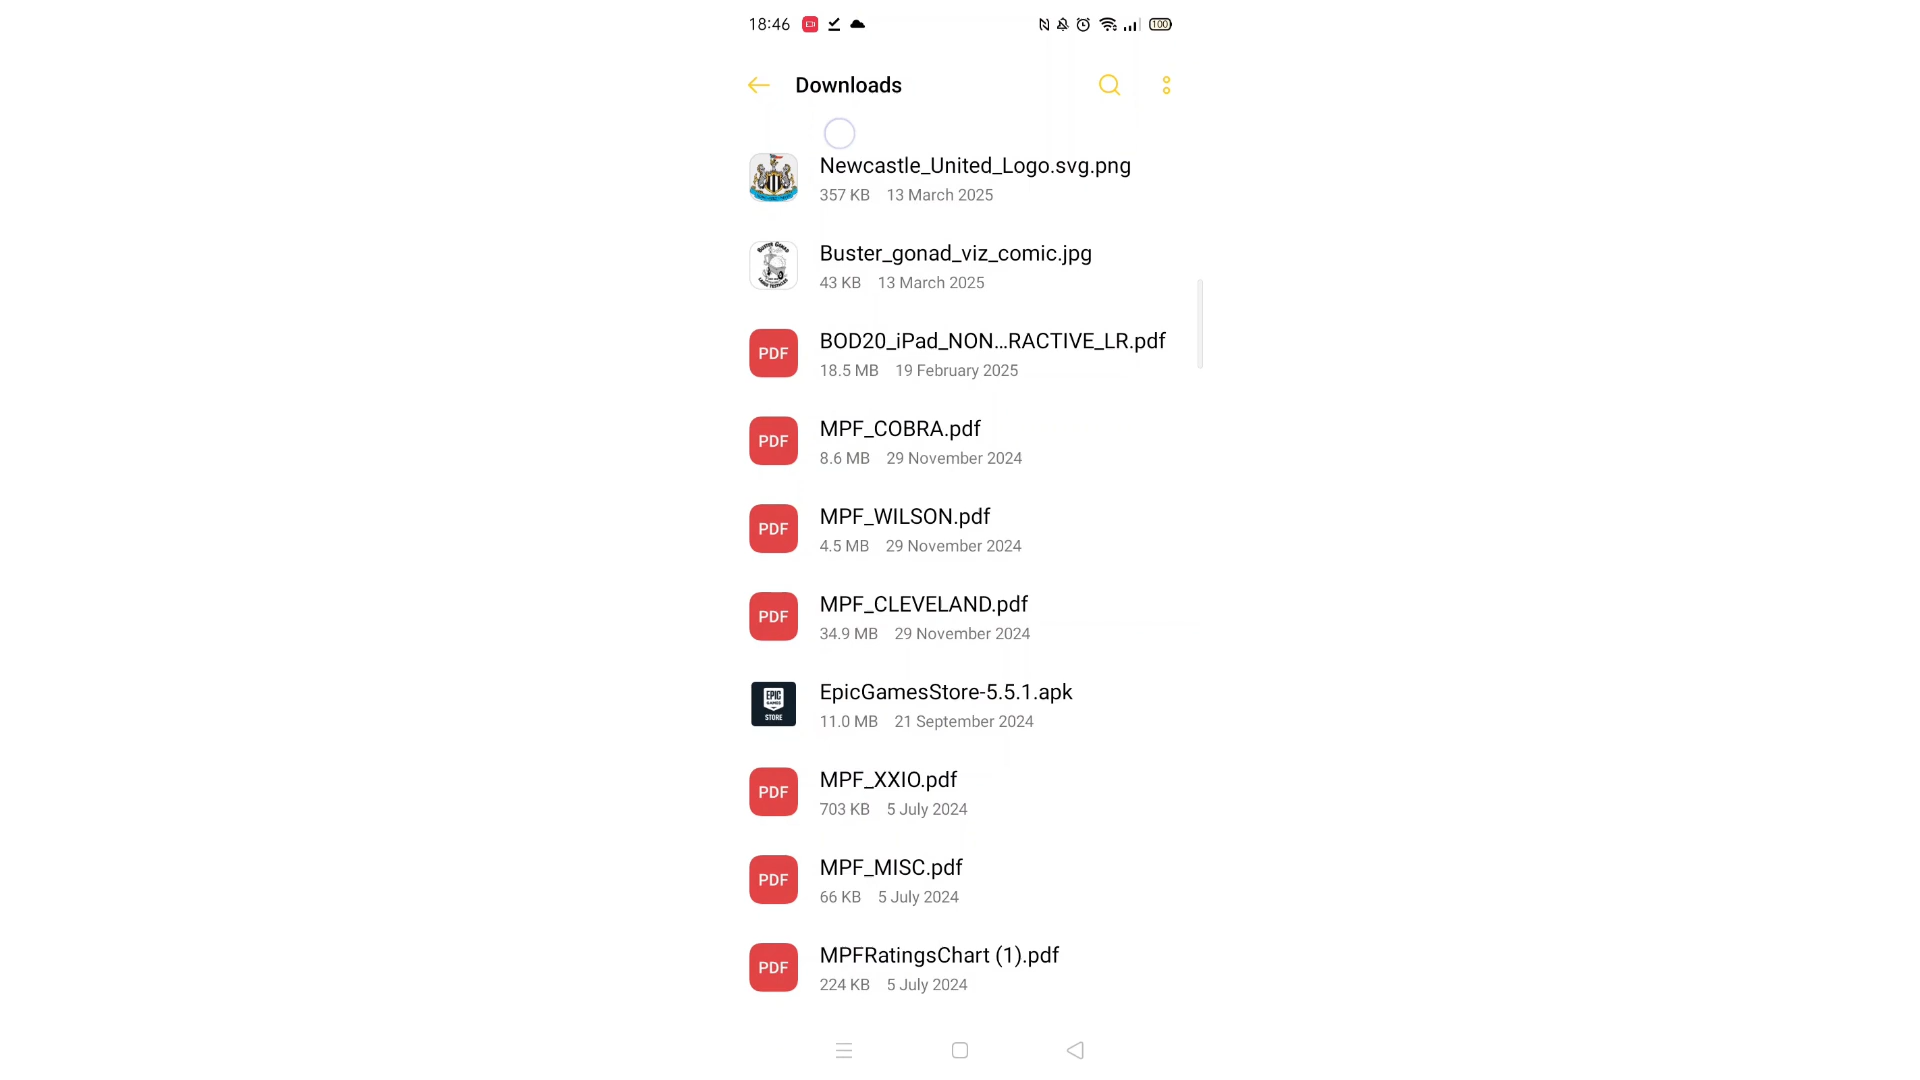 18:46
100
Downloads
Newcastle_United_Logo.svg.png
357 KB 13 March 2025
Buster_gonad_viz_comic.jpg
43 KB 13 March 2025
PDF
BOD20_iPad_NON...RACTIVE_LR.pdf
18.5 MB 19 February 2025
PDF
MPF_COBRA.pdf
8.6 MB 29 November 2024
PDF
MPF_WILSON.pdf
4.5 MB 29 November 2024
PDF
MPF_CLEVELAND.pdf
34.9 MB 29 November 2024
EPIC
GAMES
STORE
EpicGamesStore-5.5.1.apk
11.0 MB 21 September 2024
PDF
MPF_XXIO.pdf
703 KB 5 July 2024
PDF
MPF_MISC.pdf
66 KB 5 July 2024
PDF
MPFRatingsChart (1).pdf
224 KB 5 July 2024